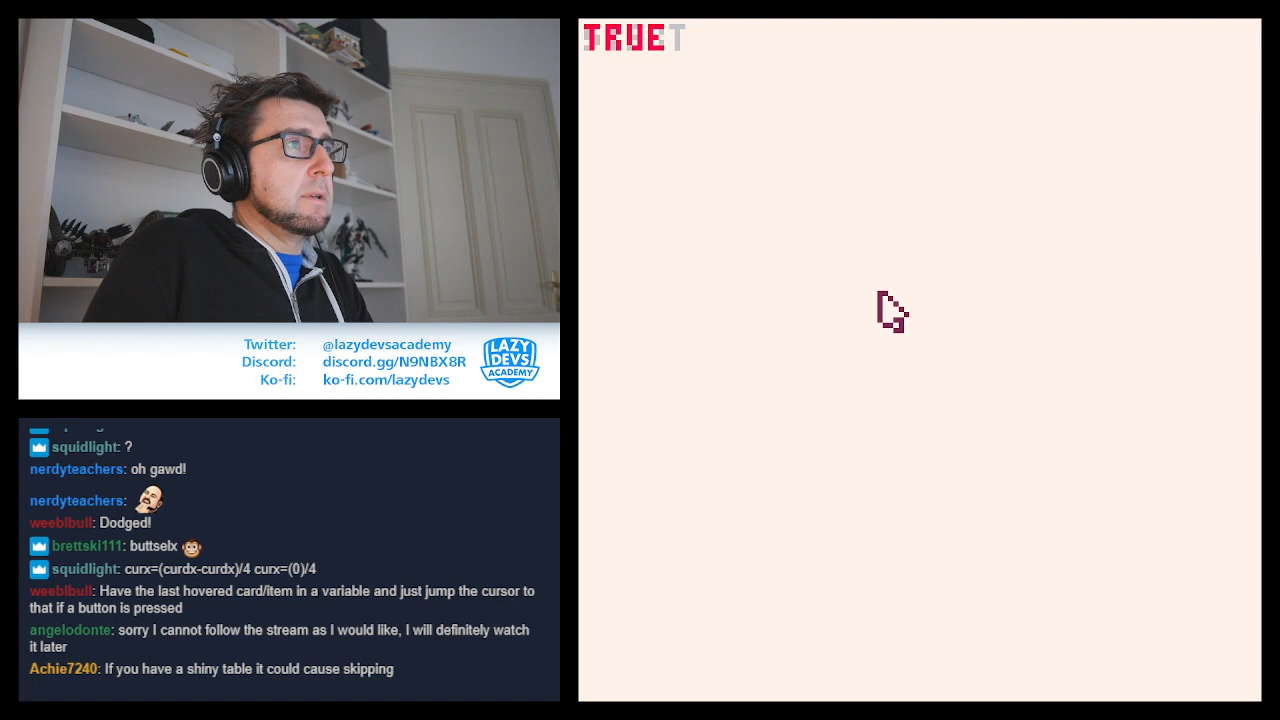 TRUE
Twitter: @lazydevsacademy
Discord: discord.gg/N9NBX8R
Ko-fi: ko-fi.com/lazydevs
LAZY
DEVS
ACADEMY
squidlight: ?
nerdyteachers: oh gawd!
nerdyteachers:
weeblbull: Dodged!
brettski111: buttselx
squidlight: curx=(curdx-curdx)/4 curx=(0)/4
weeblbull: Have the last hovered card/item in a variable and just jump the cursor to
that if a button is pressed
angelodonte: sorry I cannot follow the stream as I would like, I will definitely watch
it later
Achie7240: If you have a shiny table it could cause skipping